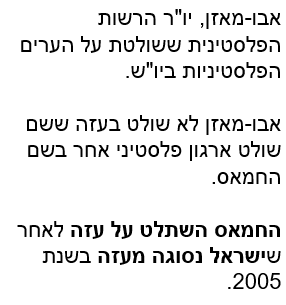 אבו-מאזן, יו"ר הרשות
הפלסטינית ששולטת על הערים
הפלסטיניות ביו"ש.
אבו-מאזן לא שולט בעזה ששם
שולט ארגון פלסטיני אחר בשם
החמאס.
החמאס השתלט על עזה לאחר
שישראל נסוגה מעזה בשנת
2005.